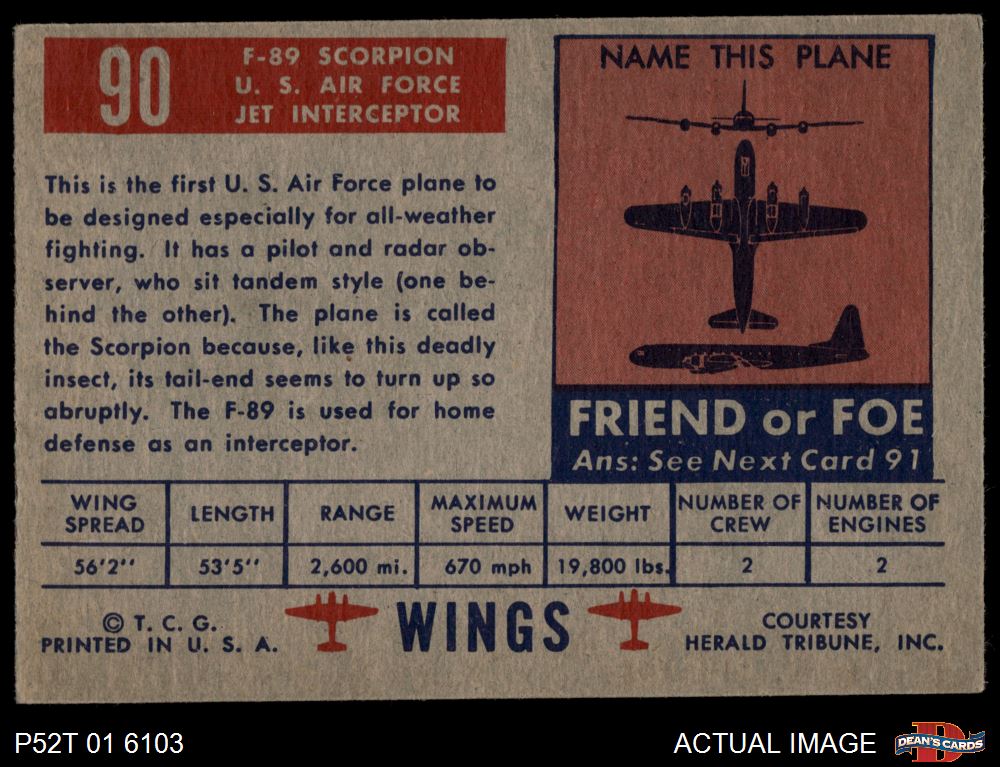 90
F-89 SCORPION
U. S. AIR FORCE
JET INTERCEPTOR
This is the first U. S. Air Force plane to
be designed especially for all-weather
fighting. It has a pilot and radar ob-
server, who sit tandem style (one be-
hind the other). The plane is called
the Scorpion because, like this deadly
insect, its tail-end seems to turn up so
abruptly. The F-89 is used for home
defense as an interceptor.
NAME THIS PLANE
FRIEND or FOE
Ans: See Next Card 91
WING SPREAD
LENGTH
RANGE
MAXIMUM SPEED
WEIGHT
NUMBER OF CREW
NUMBER OF ENGINES
56'2"
53'5"
2,600 mi.
670 mph
19,800 lbs.
2
2
© T. C. G.
PRINTED IN U. S. A.
WINGS
COURTESY
HERALD TRIBUNE, INC.
P52T 01 6103
ACTUAL IMAGE
D
DEAN'S CARDS